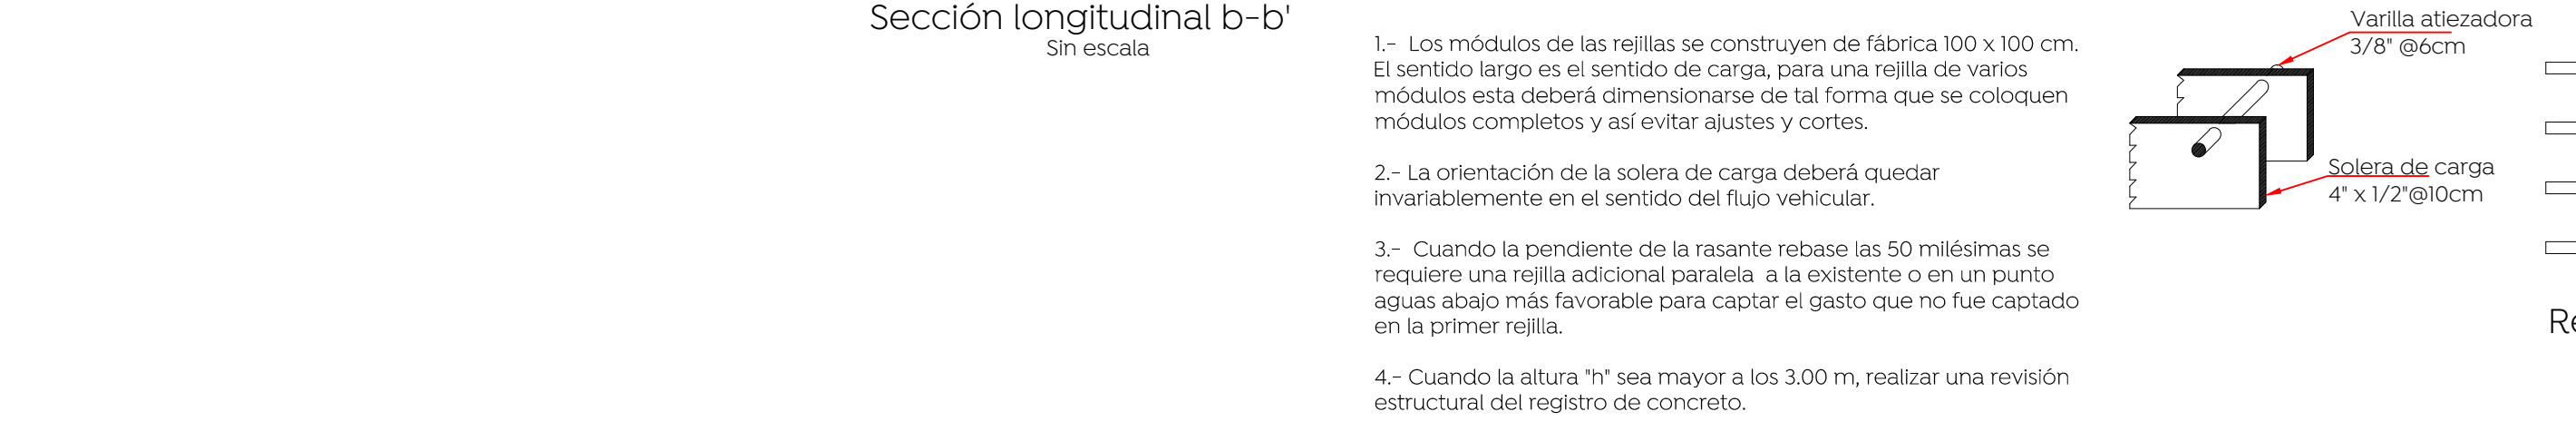 Sección longitudinal b-b'
Sin escala
1.-  Los módulos de las rejillas se construyen de fábrica 100 x 100 cm.
El sentido largo es el sentido de carga, para una rejilla de varios
módulos esta deberá dimensionarse de tal forma que se coloquen
módulos completos y así evitar ajustes y cortes.
2.- La orientación de la solera de carga deberá quedar
invariablemente en el sentido del flujo vehicular.
3.-  Cuando la pendiente de la rasante rebase las 50 milésimas se
requiere una rejilla adicional paralela  a la existente o en un punto
aguas abajo más favorable para captar el gasto que no fue captado
en la primer rejilla.
4.- Cuando la altura "h" sea mayor a los 3.00 m, realizar una revisión
estructural del registro de concreto.
Varilla atiezadora
3/8" @6cm
Solera de carga
4" x 1/2"@10cm